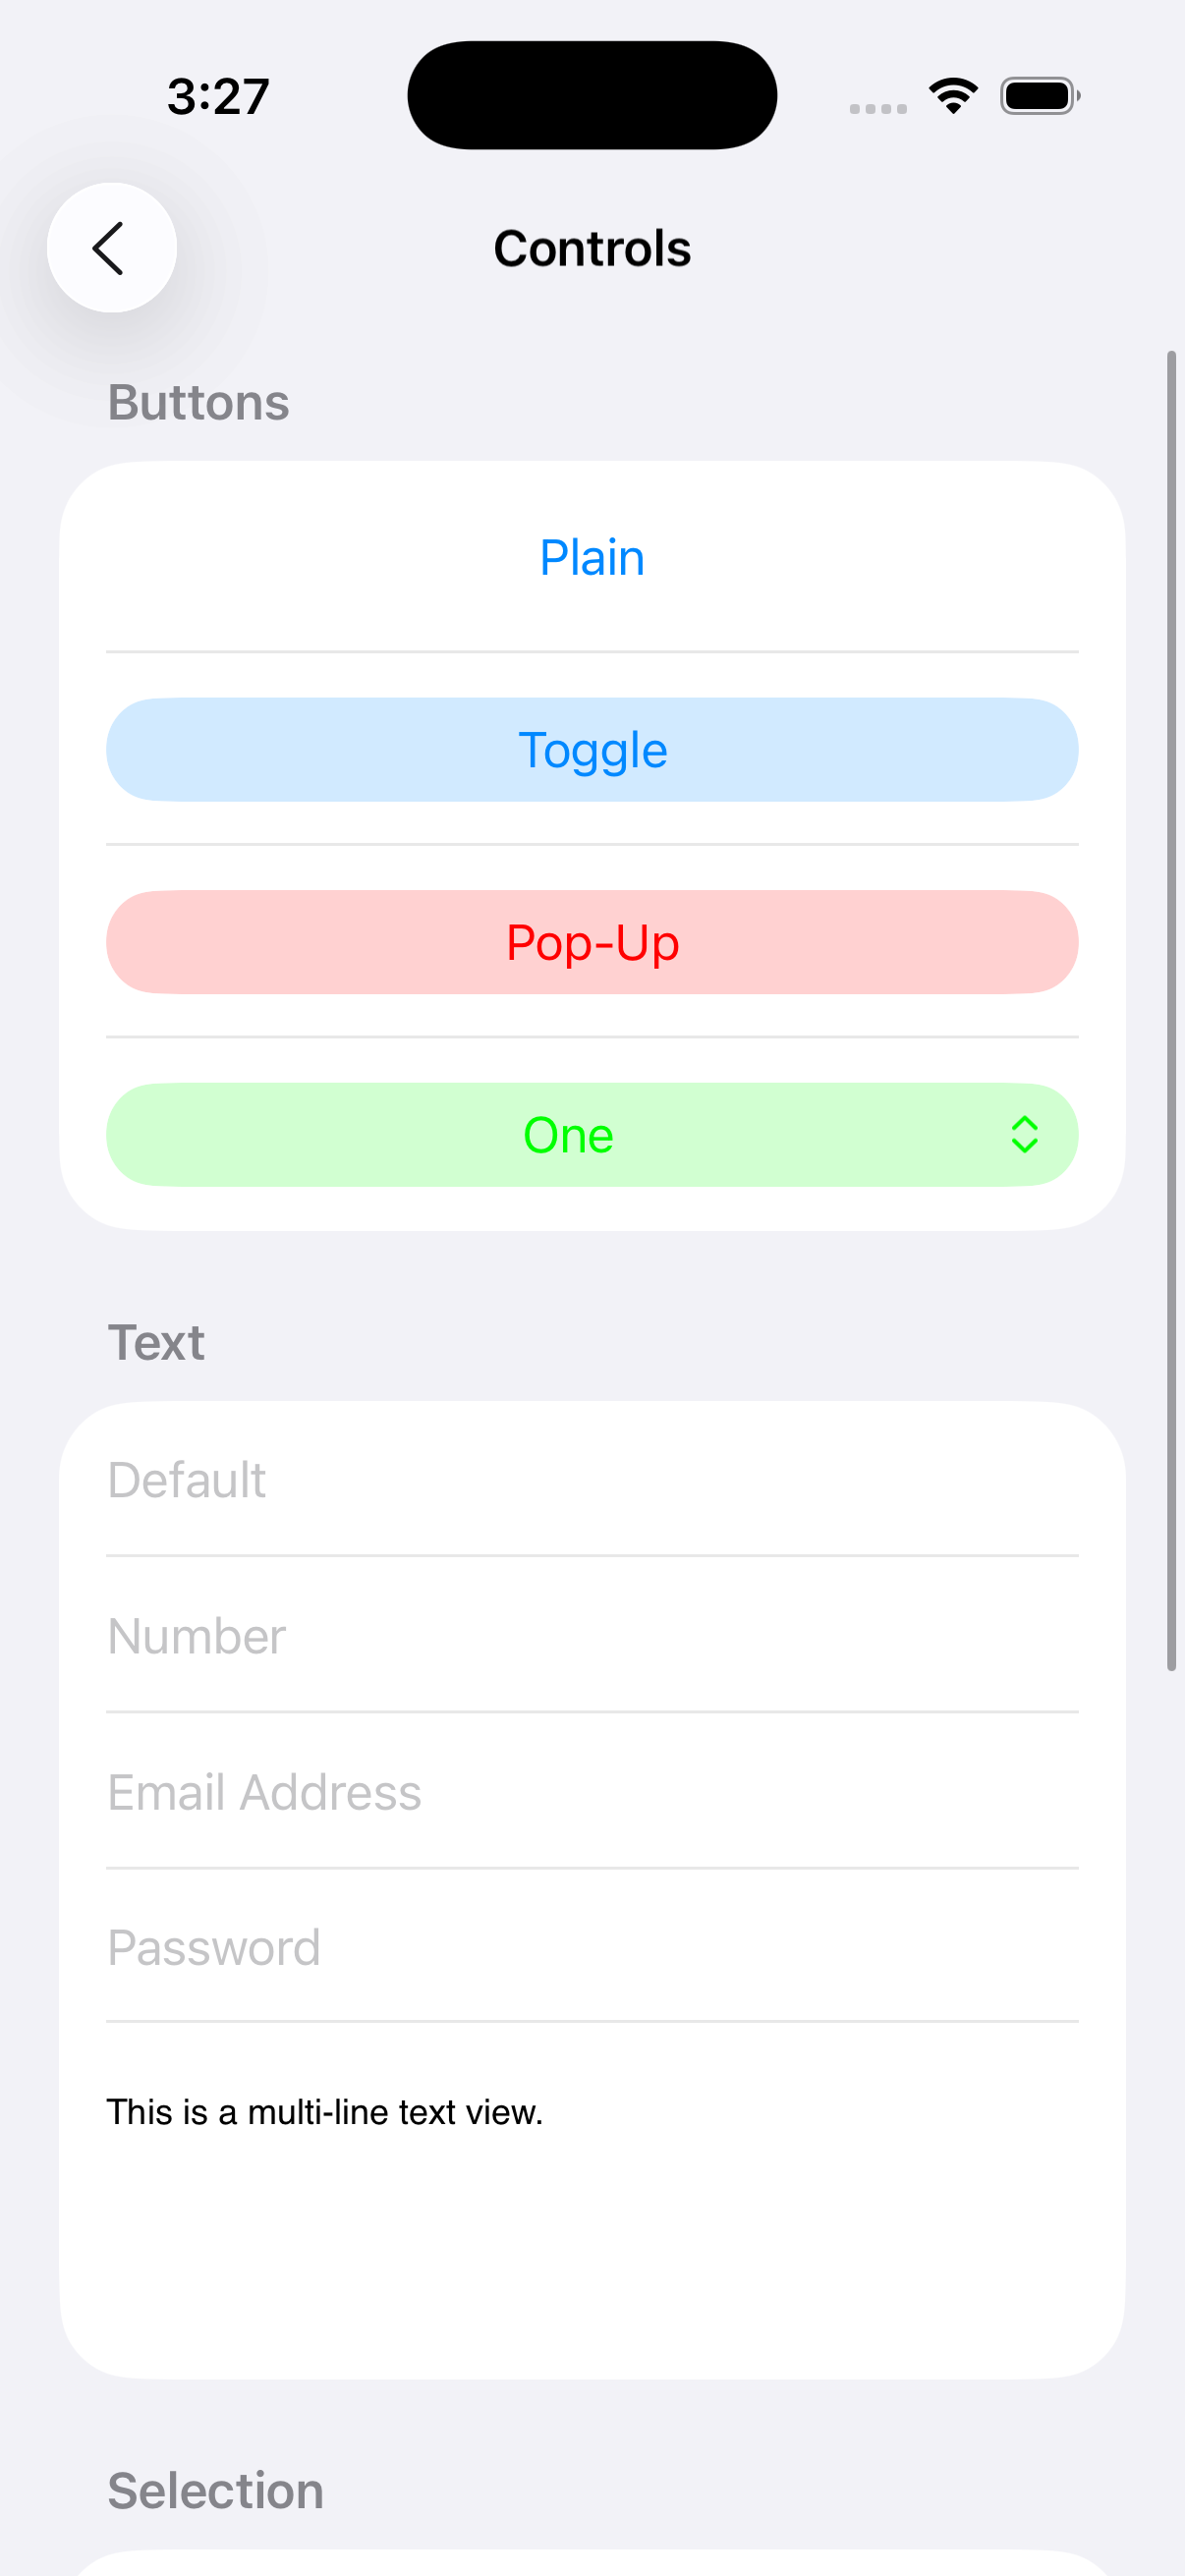 3:27
Controls
Buttons
Plain
Toggle
Pop-Up
One
Text
Default
Number
Email Address
Password
This is a multi-line text view.
Selection